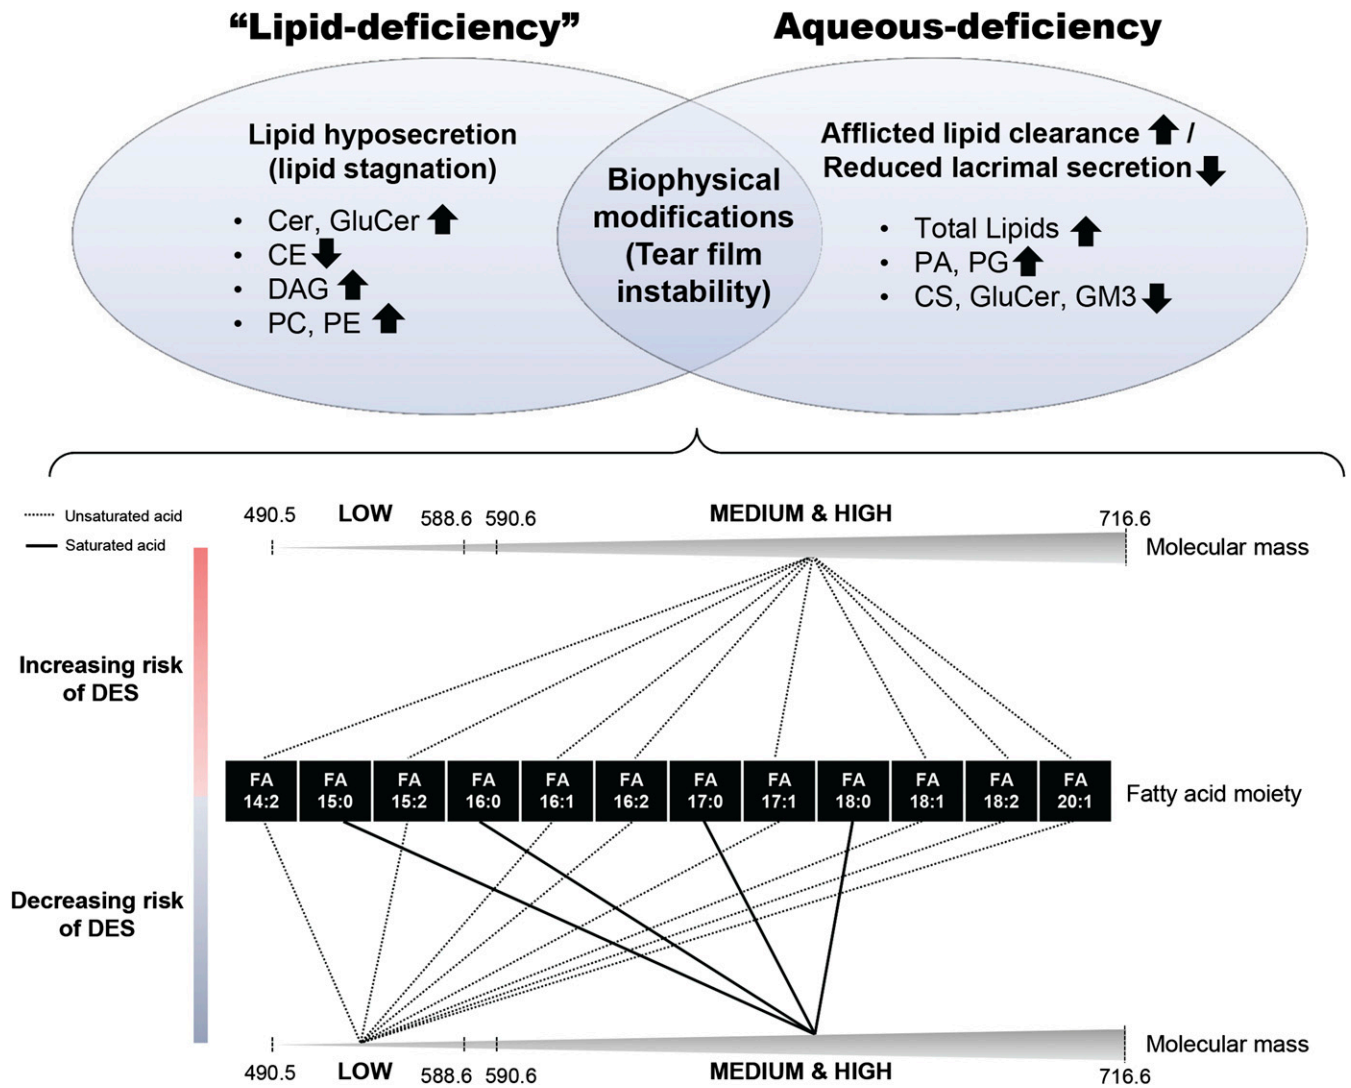 “Lipid-deficiency”
Aqueous-deficiency
Lipid hyposecretion
(lipid stagnation)
• Cer, GluCer
• CE
• DAG
• PC, PE
Biophysical
modifications
(Tear film
instability)
Afflicted lipid clearance /
Reduced lacrimal secretion
• Total Lipids
• PA, PG
• CS, GluCer, GM3
Unsaturated acid
Saturated acid
490.5 LOW 588.6 590.6 MEDIUM & HIGH 716.6
Molecular mass
Increasing risk
of DES
FA 14:2
FA 15:0
FA 15:2
FA 16:0
FA 16:1
FA 16:2
FA 17:0
FA 17:1
FA 18:0
FA 18:1
FA 18:2
FA 20:1
Fatty acid moiety
Decreasing risk
of DES
Molecular mass
490.5 LOW 588.6 590.6 MEDIUM & HIGH 716.6